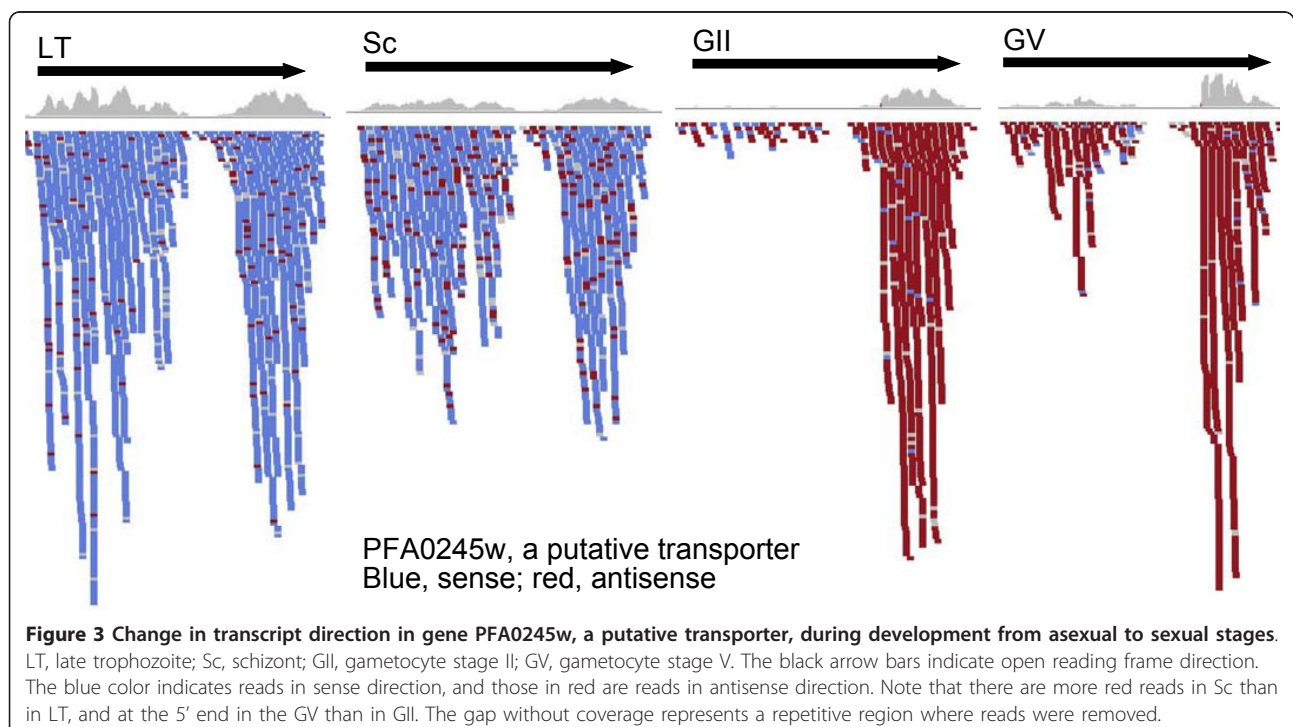 LT
Sc
GII
GV
PFA0245w, a putative transporter
Blue, sense; red, antisense
Figure 3 Change in transcript direction in gene PFA0245w, a putative transporter, during development from asexual to sexual stages.
LT, late trophozoite; Sc, schizont; GII, gametocyte stage II; GV, gametocyte stage V. The black arrow bars indicate open reading frame direction.
The blue color indicates reads in sense direction, and those in red are reads in antisense direction. Note that there are more red reads in Sc than
in LT, and at the 5’ end in the GV than in GII. The gap without coverage represents a repetitive region where reads were removed.